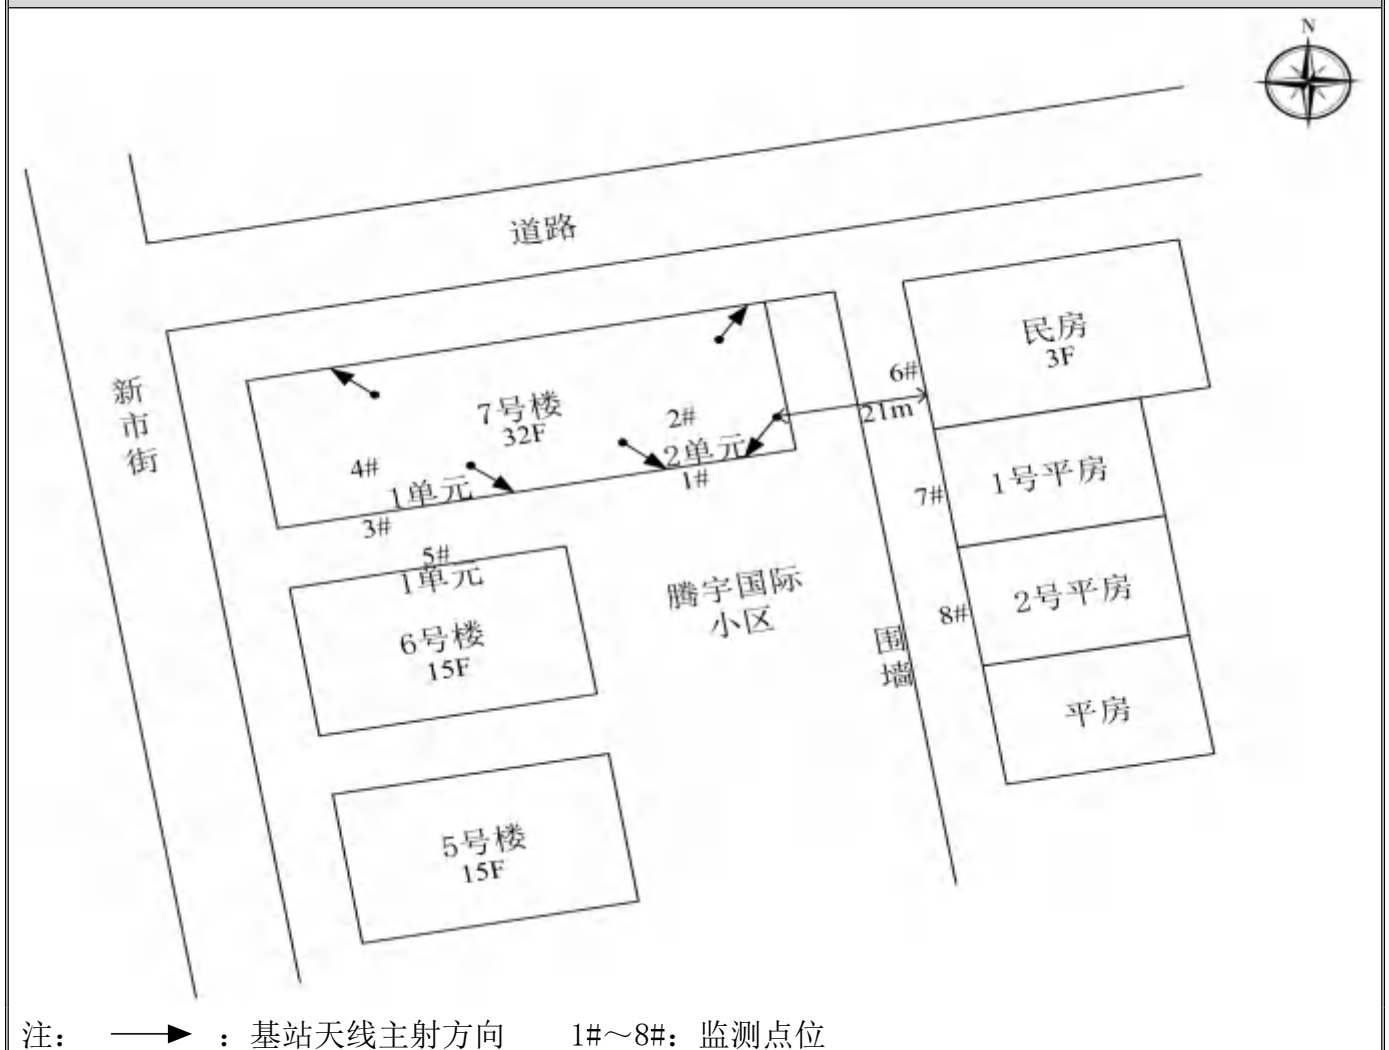 N
道路
新市街
民房
3F
6#
21m
7号楼
32F
2#
2单元
1#
4#
1单元
3#
1号平房
7#
5#
1单元
6号楼
15F
腾宇国际
小区
2号平房
8#
围墙
平房
5号楼
15F
注： ：基站天线主射方向 1#～8#：监测点位